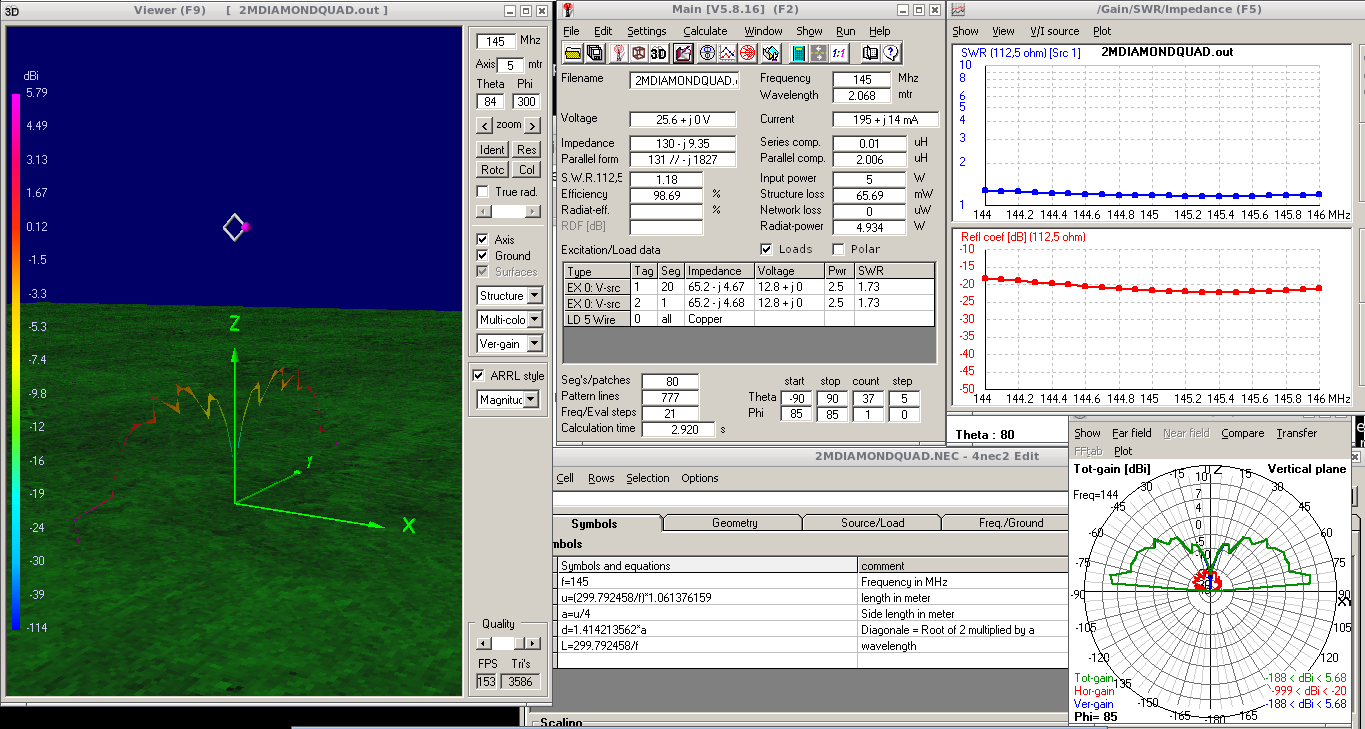 3D Viewer (F9) [ 2MDIAMONDQUAD.out ]
dBi
5.79
4.49
3.13
1.67
0.12
-1.5
-3.3
-5.3
-7.4
-9.8
-12
-16
-19
-24
-30
-39
-114
Z
y
X
145 Mhz
Axis 5 mtr
Theta Phi
84 300
< zoom >
Ident Res
Rotc Col
True rad.
Axis
Ground
Surfaces
Structure
Multi-colo
Ver-gain
ARRL style
Magnituc
Quality
FPS Tri's
153 3586
Main [V5.8.16] (F2)
File Edit Settings Calculate Window Show Run Help
3D 1:1 ?
Filename 2MDIAMONDQUAD. Frequency 145 Mhz
Wavelength 2.068 mtr
Voltage 25.6 + j 0 V Current 195 + j 14 mA
Impedance 130 - j 9.35 Series comp. 0.01 uH
Parallel form 131 // - j 1827 Parallel comp. 2.006 uH
S.W.R.112,5 1.18 Input power 5 W
Efficiency 98.69 % Structure loss 65.69 mW
Radiat-eff. % Network loss 0 uW
RDF [dB] Radiat-power 4.934 W
Excitation/Load data Loads Polar
Type Tag Seg Impedance Voltage Pwr SWR
EX 0: V-src 1 20 65.2 - j 4.67 12.8 + j 0 2.5 1.73
EX 0: V-src 2 1 65.2 - j 4.68 12.8 + j 0 2.5 1.73
LD 5 Wire 0 all Copper
Seg's/patches 80
Pattern lines 777
Freq/Eval steps 21
Calculation time 2.920 s
start stop count step
Theta -90 90 37 5
Phi 85 85 1 0
/Gain/SWR/Impedance (F5)
Show View V/I source Plot
SWR (112,5 ohm) [Src 1] 2MDIAMONDQUAD.out
10
8
6
5
4
3
2
1
144 144.2 144.4 144.6 144.8 145 145.2 145.4 145.6 145.8 146 MHz
Refl coef [dB] (112,5 ohm)
-10
-15
-20
-25
-30
-35
-40
-45
-50
144 144.2 144.4 144.6 144.8 145 145.2 145.4 145.6 145.8 146 MHz
Theta : 80
2MDIAMONDQUAD.NEC - 4nec2 Edit
Cell Rows Selection Options
Symbols Geometry Source/Load Freq./Ground
mbols
Symbols and equations comment
f=145 Frequency in MHz
u=(299.792458/f)*1.061376159 length in meter
a=u/4 Side length in meter
d=1.414213562*a Diagonale = Root of 2 multiplied by a
L=299.792458/f wavelength
Scaling
Show Far field Near field Compare Transfer
FFtab Plot
Tot-gain [dBi] Vertical plane
Freq=144
Z
-45 -30 -15 15 30 45
10
7
4
0
-5
-10
-60 60
-75 75
-90 90
XY
-105 105
-120 120
-135
-150 -165 -180 165 150
Tot-gain -188 < dBi < 5.68
Hor-gain -999 < dBi < -20
Ver-gain -188 < dBi < 5.68
Phi= 85